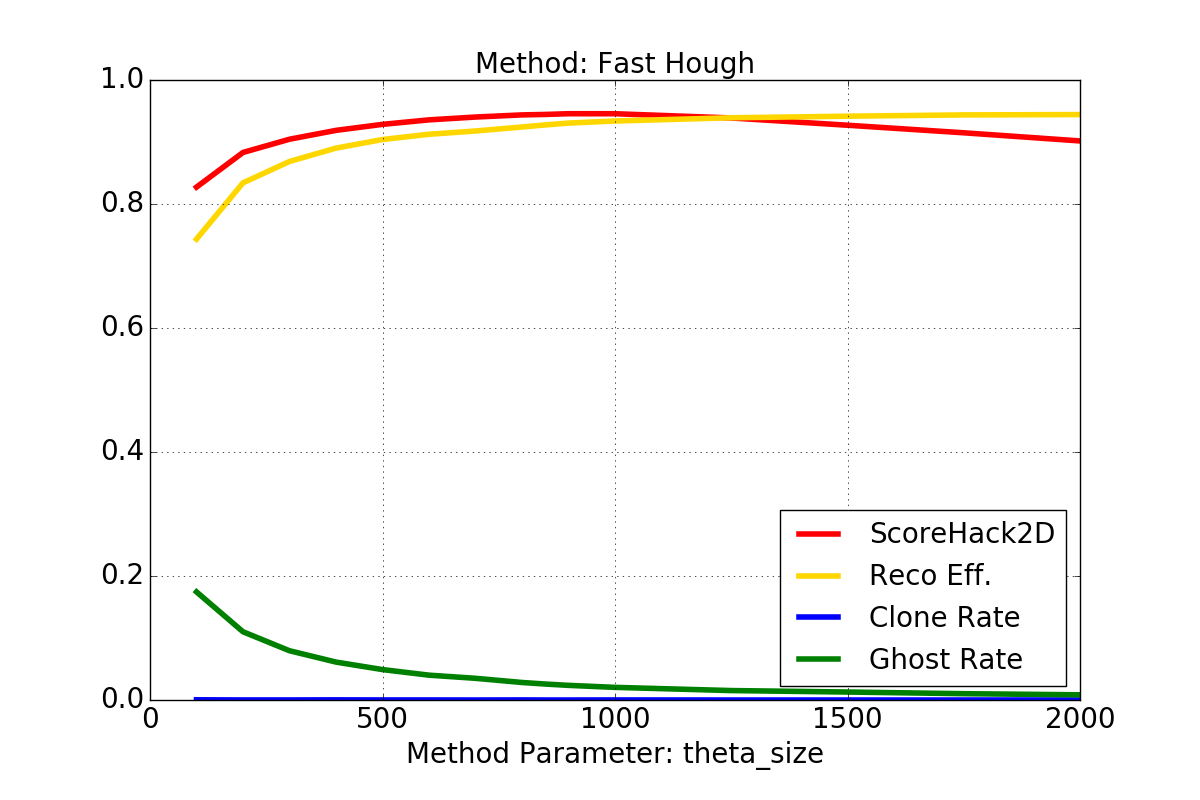 Method: Fast Hough
1.0
0.8
0.6
0.4
0.2
0.0
ScoreHack2D
Reco Eff.
Clone Rate
Ghost Rate
0 500 1000 1500 2000
Method Parameter: theta_size